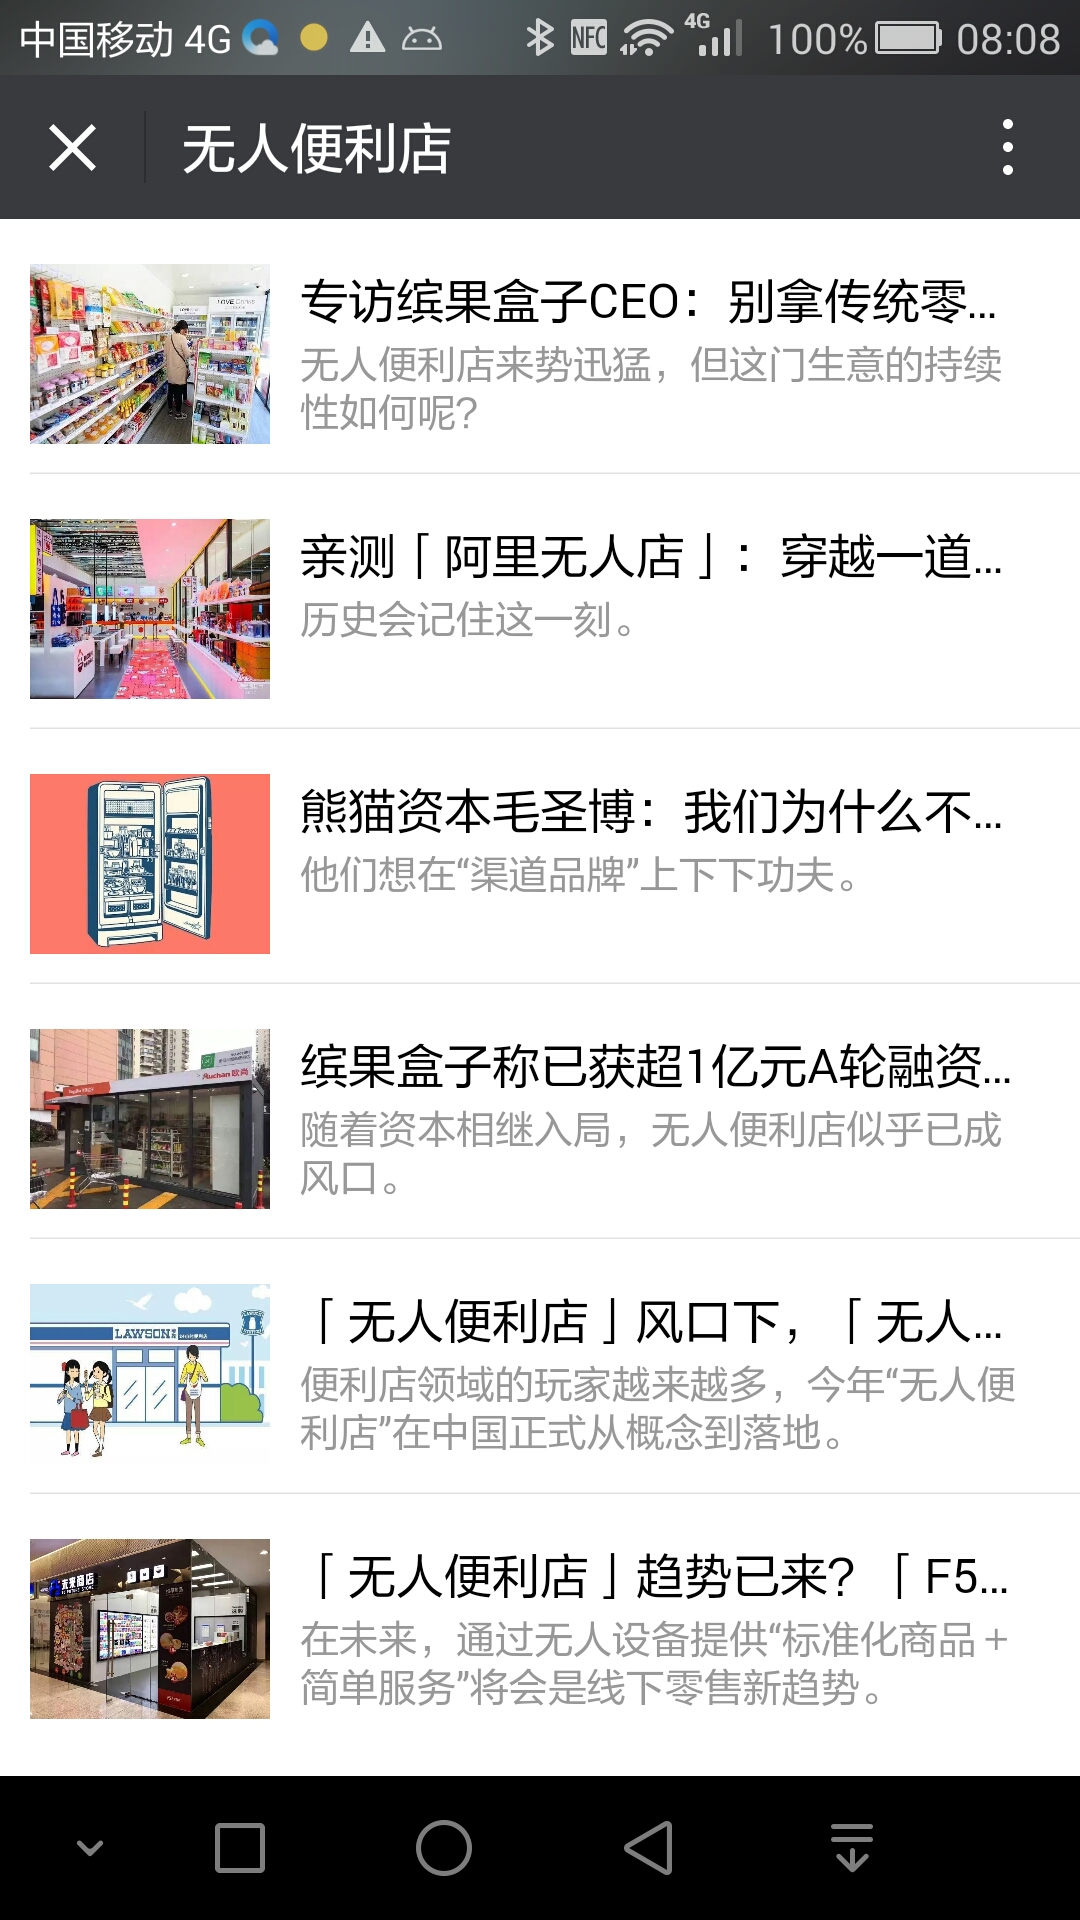 中国移动 4G
NFC
4G
100%
08:08
无人便利店
专访缤果盒子CEO：别拿传统零...
无人便利店来势迅猛，但这门生意的持续
性如何呢？
亲测「阿里无人店」：穿越一道...
历史会记住这一刻。
熊猫资本毛圣博：我们为什么不...
他们想在“渠道品牌”上下下功夫。
Auchan 欧尚
缤果盒子称已获超1亿元A轮融资...
随着资本相继入局，无人便利店似乎已成
风口。
LAWSON
「无人便利店」风口下，「无人...
便利店领域的玩家越来越多，今年“无人便
利店”在中国正式从概念到落地。
未来商店
「无人便利店」趋势已来？「F5...
在未来，通过无人设备提供“标准化商品＋
简单服务”将会是线下零售新趋势。